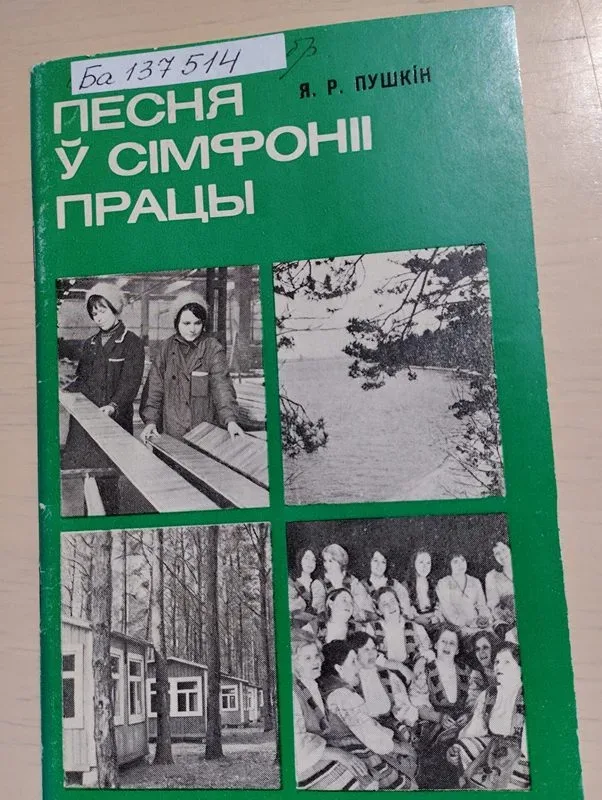 Ба 137514
Я. Р. ПУШКІН
ПЕСНЯ
Ў СІМФОНІІ
ПРАЦЫ